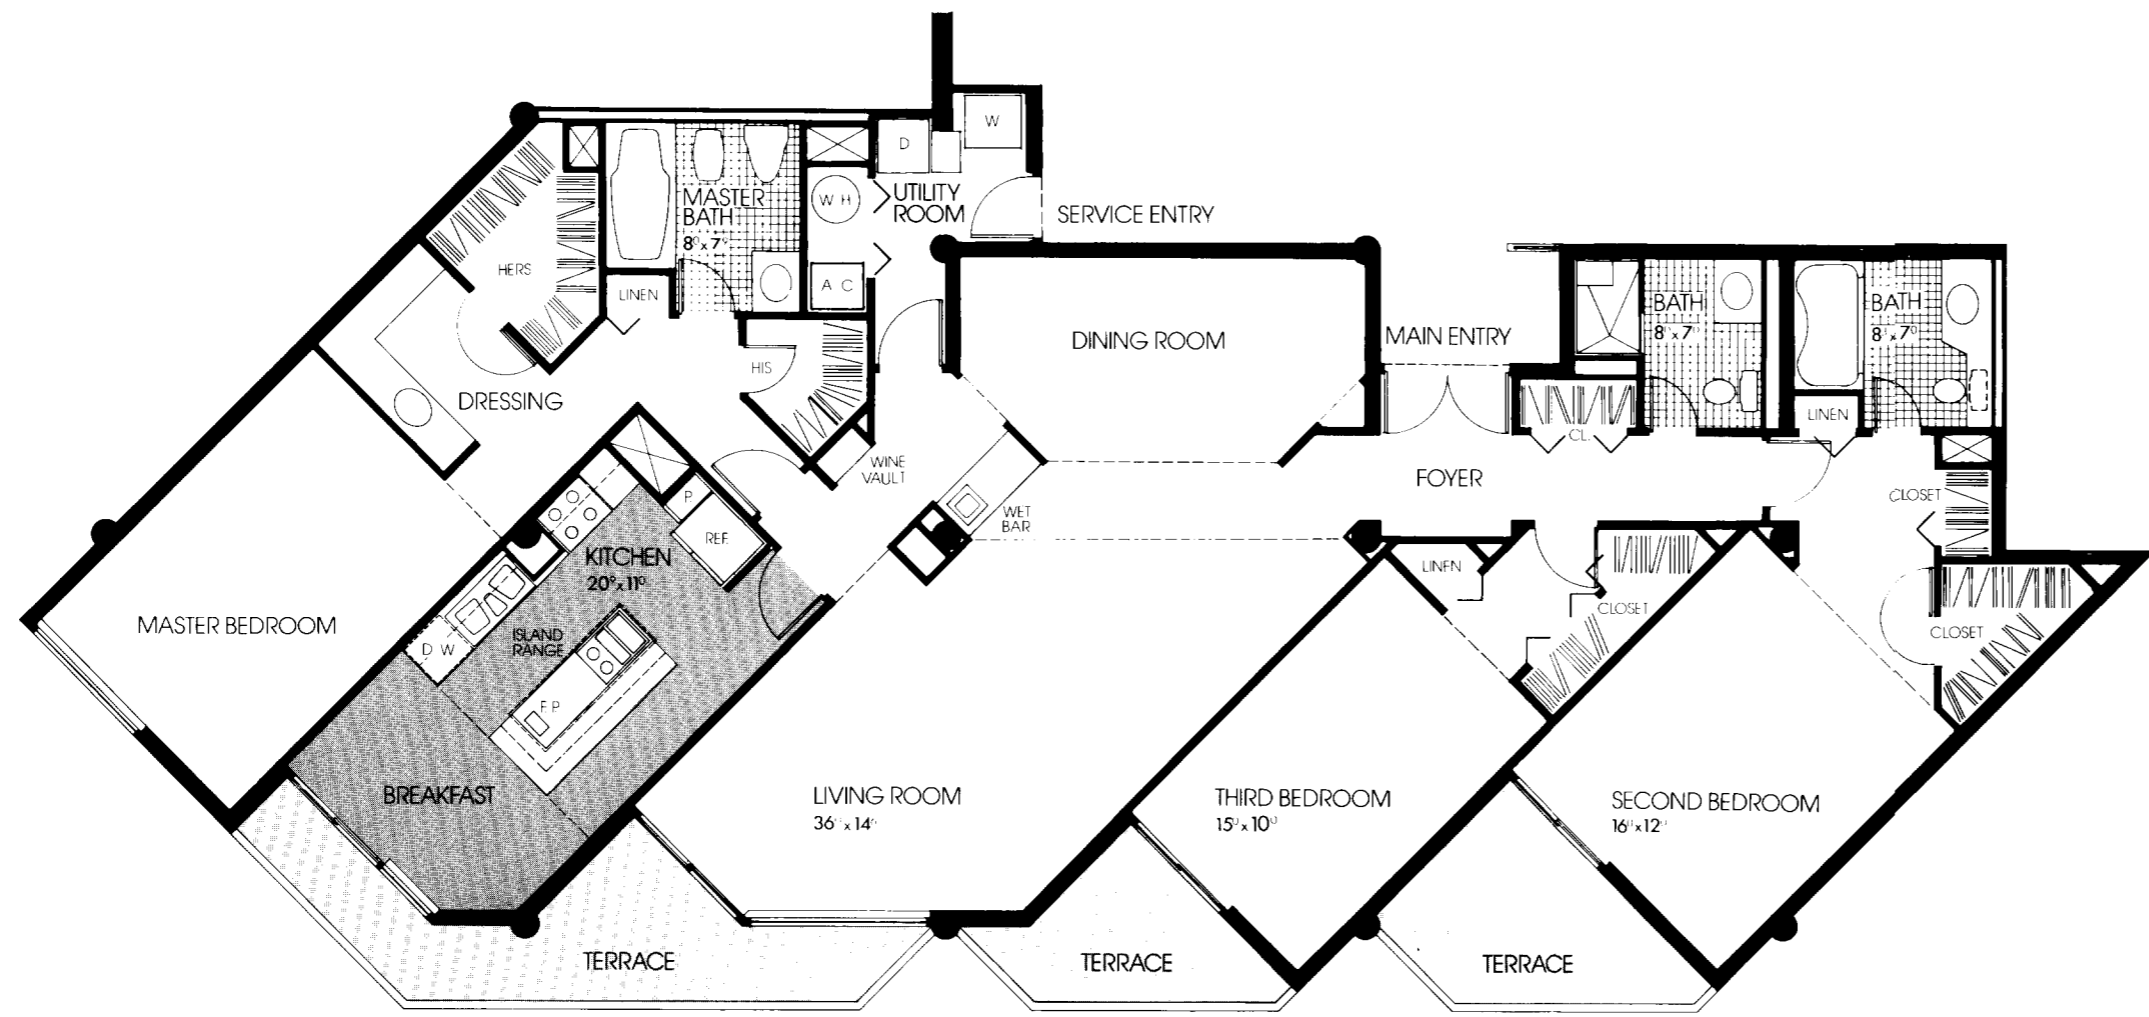 W
D
MASTER
BATH
8⁰ x 7⁰
W H
UTILITY
ROOM
SERVICE ENTRY
HERS
LINEN
A C
DINING ROOM
MAIN ENTRY
BATH
8⁰ x 7⁰
BATH
8⁰ x 7⁰
HIS
DRESSING
CL.
LINEN
WINE
VAULT
FOYER
CLOSET
P.
WET
BAR
REF.
KITCHEN
20⁰ x 11⁰
LINEN
CLOSET
CLOSET
MASTER BEDROOM
ISLAND
RANGE
D W
F.P.
BREAKFAST
LIVING ROOM
36⁰ x 14⁰
THIRD BEDROOM
15⁰ x 10⁰
SECOND BEDROOM
16⁰ x 12⁰
TERRACE
TERRACE
TERRACE